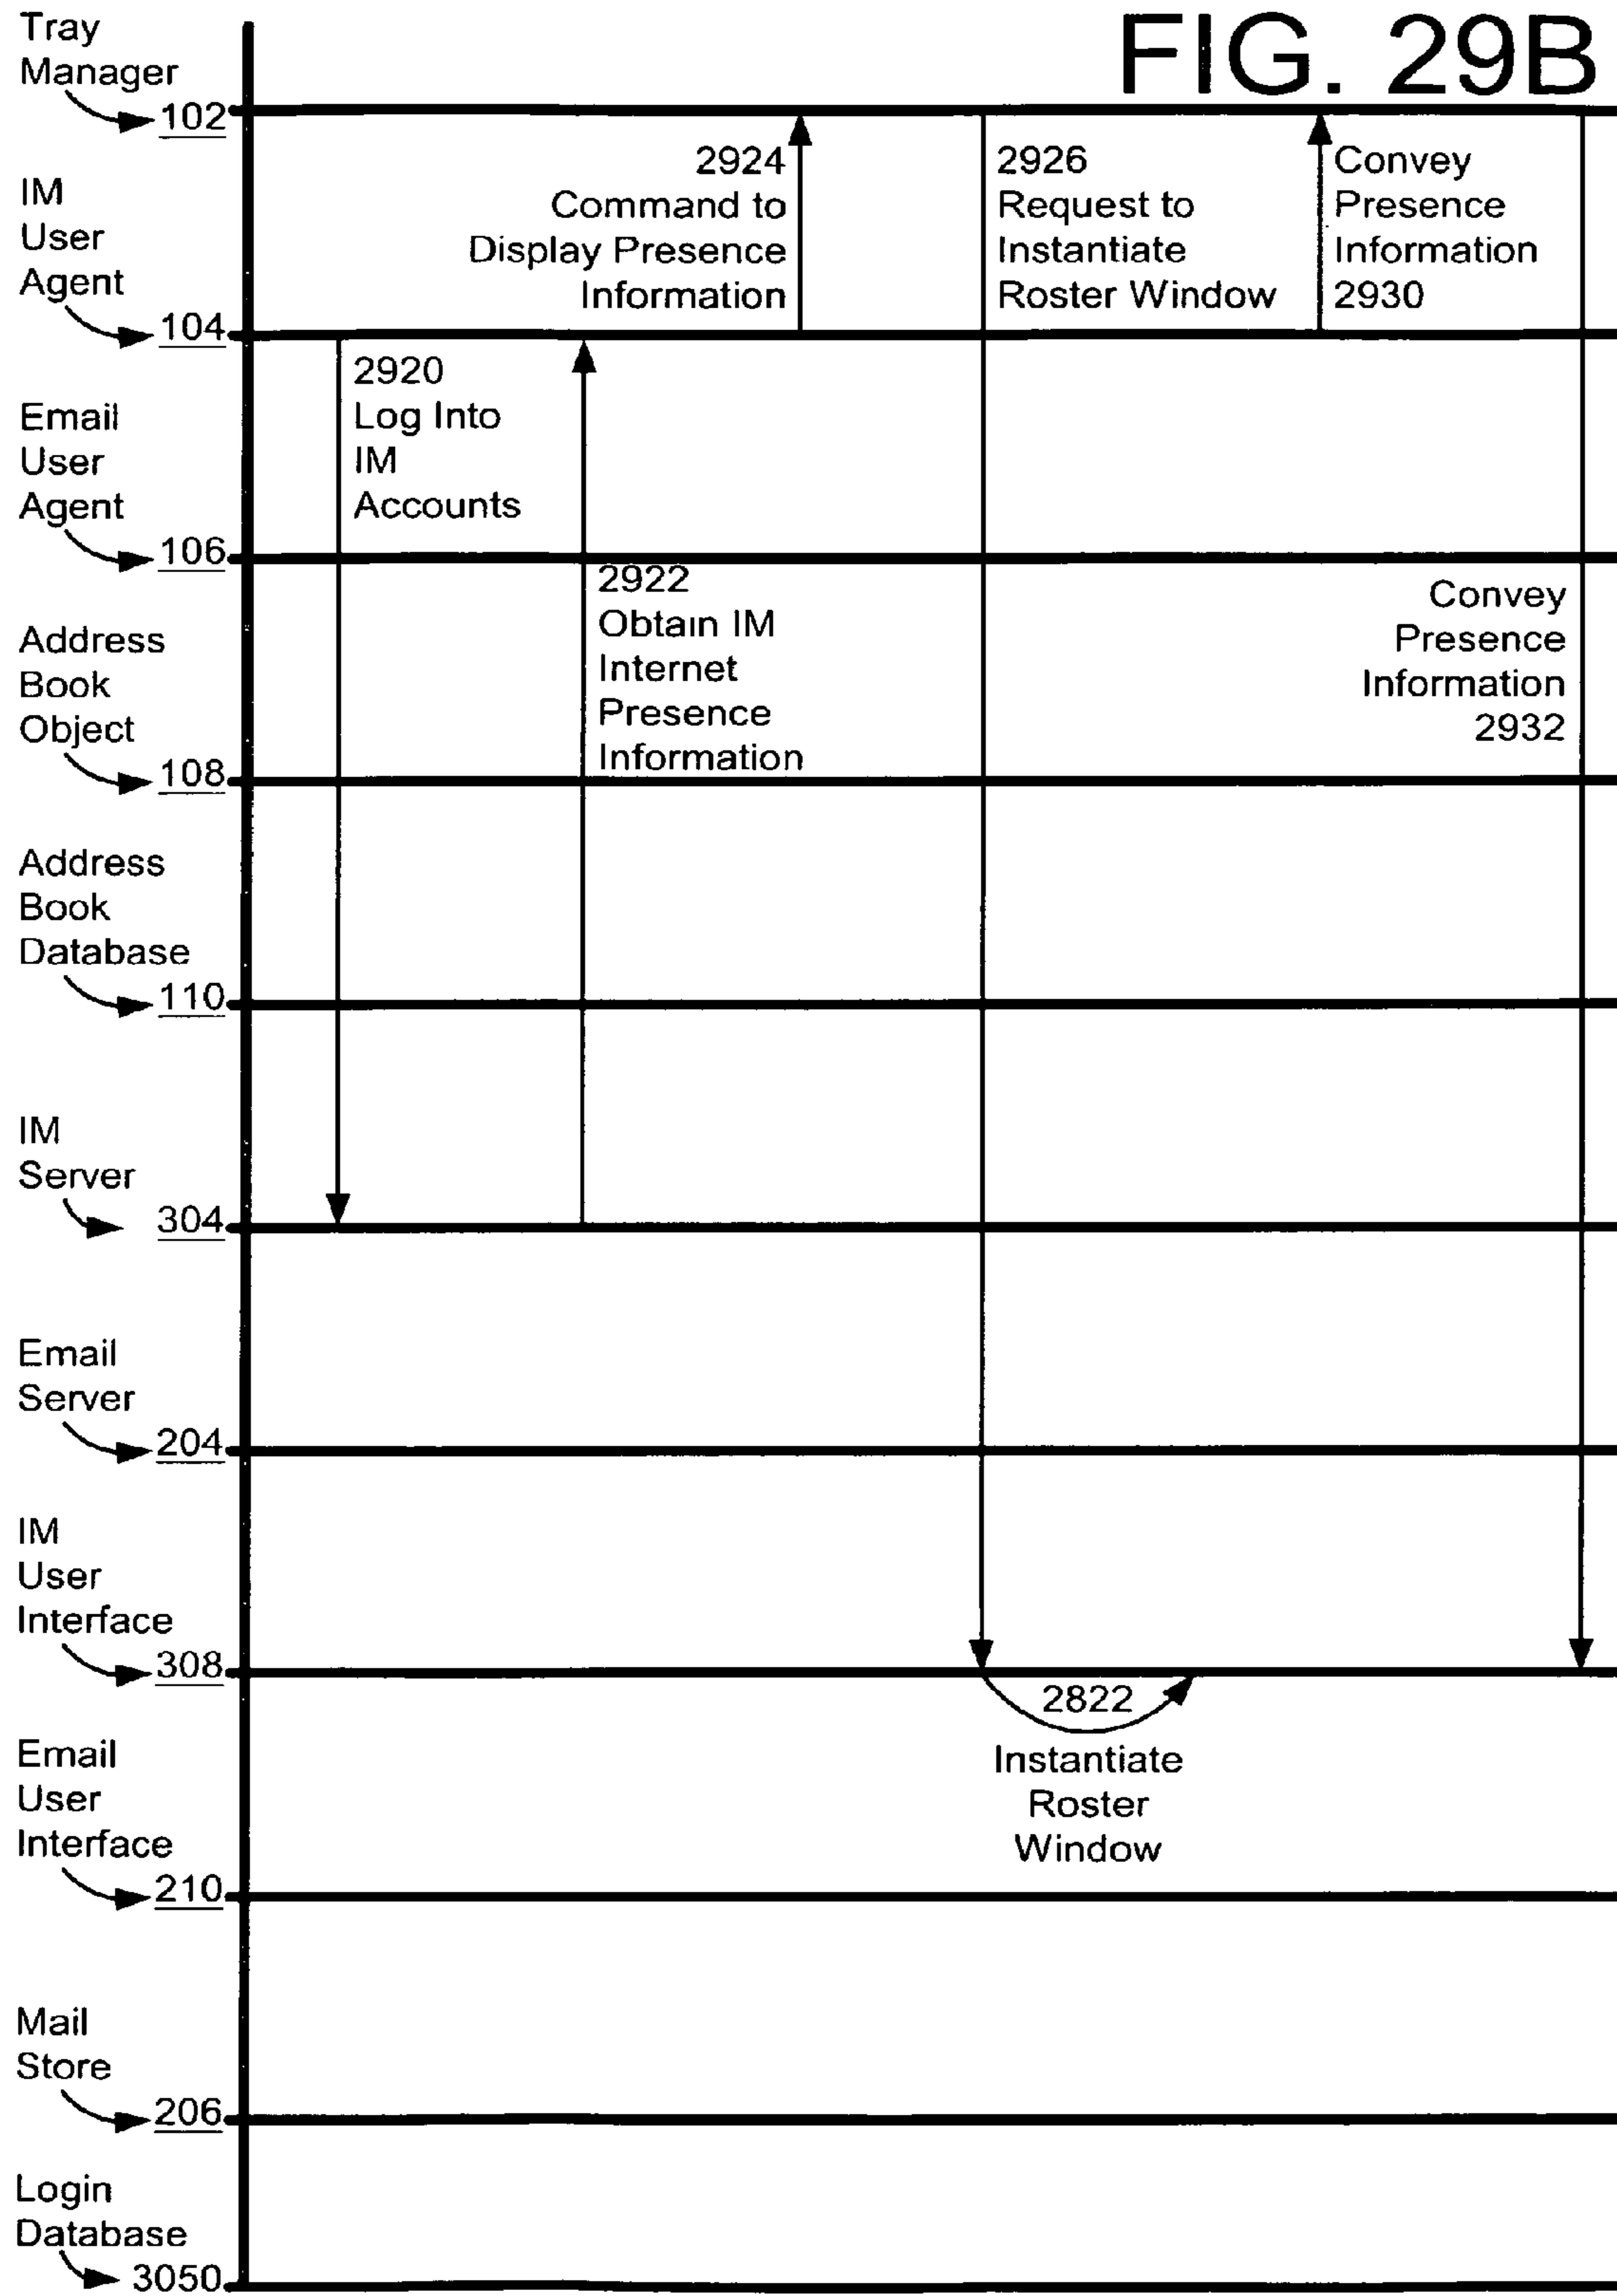 FIG. 29B
Tray
Manager
102
IM
User
Agent
104
Email
User
Agent
106
Address
Book
Object
108
Address
Book
Database
110
IM
Server
304
Email
Server
204
IM
User
Interface
308
Email
User
Interface
210
Mail
Store
206
Login
Database
3050
2920
Log Into
IM
Accounts
2922
Obtain IM
Internet
Presence
Information
2924
Command to
Display Presence
Information
2926
Request to
Instantiate
Roster Window
2822
Instantiate
Roster
Window
Convey
Presence
Information
2930
Convey
Presence
Information
2932